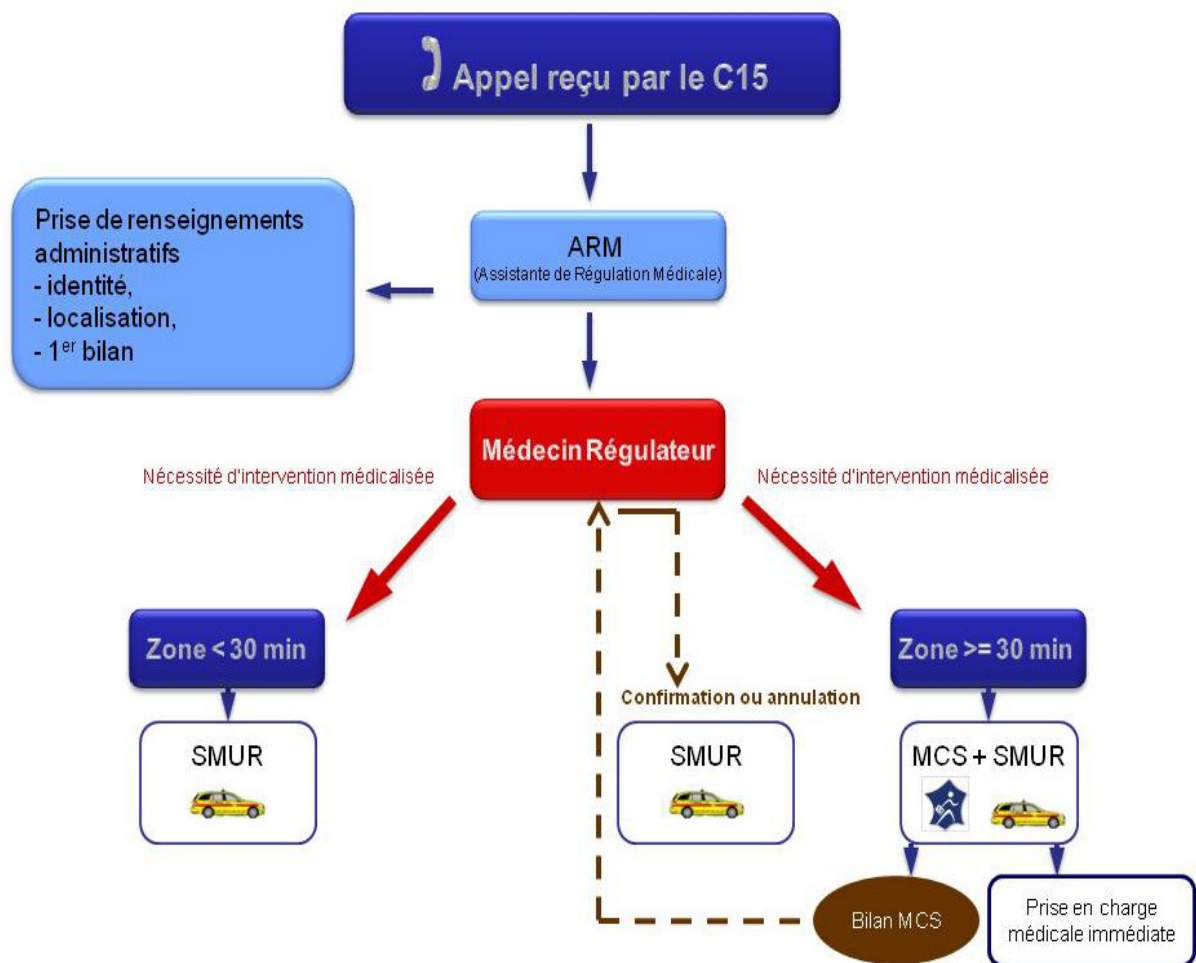 Appel reçu par le C15
Prise de renseignements
administratifs
- identité,
- localisation,
- 1er bilan
ARM
(Assistante de Régulation Médicale)
Médecin Régulateur
Nécessité d'intervention médicalisée
Nécessité d'intervention médicalisée
Zone < 30 min
Zone >= 30 min
Confirmation ou annulation
SMUR
SMUR
MCS + SMUR
Bilan MCS
Prise en charge
médicale immédiate